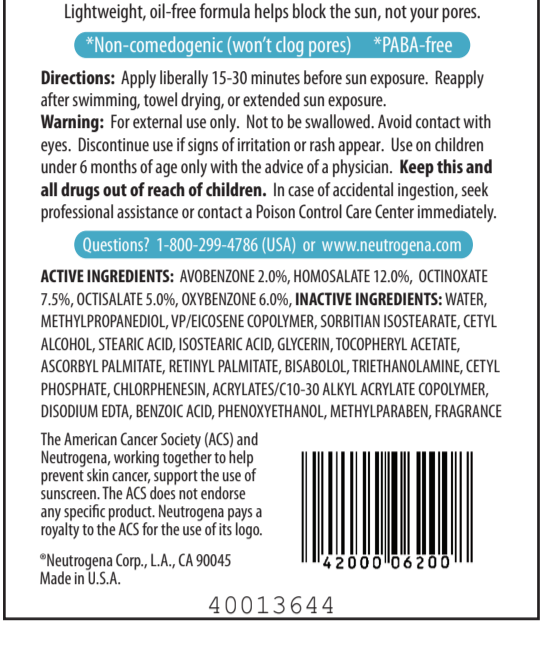 Lightweight, oil-free formula helps block the sun, not your pores.
*Non-comedogenic (won't clog pores) *PABA-free
Directions: Apply liberally 15-30 minutes before sun exposure. Reapply
after swimming, towel drying, or extended sun exposure.
Warning: For external use only. Not to be swallowed. Avoid contact with
eyes. Discontinue use if signs of irritation or rash appear. Use on children
under 6 months of age only with the advice of a physician. Keep this and
all drugs out of reach of children. In case of accidental ingestion, seek
professional assistance or contact a Poison Control Care Center immediately.
Questions? 1-800-299-4786 (USA) or www.neutrogena.com
ACTIVE INGREDIENTS: AVOBENZONE 2.0%, HOMOSALATE 12.0%, OCTINOXATE
7.5%, OCTISALATE 5.0%, OXYBENZONE 6.0%, INACTIVE INGREDIENTS: WATER,
METHYLPROPANEDIOL, VP/EICOSENE COPOLYMER, SORBITIAN ISOSTEARATE, CETYL
ALCOHOL, STEARIC ACID, ISOSTEARIC ACID, GLYCERIN, TOCOPHERYL ACETATE,
ASCORBYL PALMITATE, RETINYL PALMITATE, BISABOLOL, TRIETHANOLAMINE, CETYL
PHOSPHATE, CHLORPHENESIN, ACRYLATES/C10-30 ALKYL ACRYLATE COPOLYMER,
DISODIUM EDTA, BENZOIC ACID, PHENOXYETHANOL, METHYLPARABEN, FRAGRANCE
The American Cancer Society (ACS) and
Neutrogena, working together to help
prevent skin cancer, support the use of
sunscreen. The ACS does not endorse
any specific product. Neutrogena pays a
royalty to the ACS for the use of its logo.
®Neutrogena Corp., L.A., CA 90045
Made in U.S.A.
42000 06200
40013644